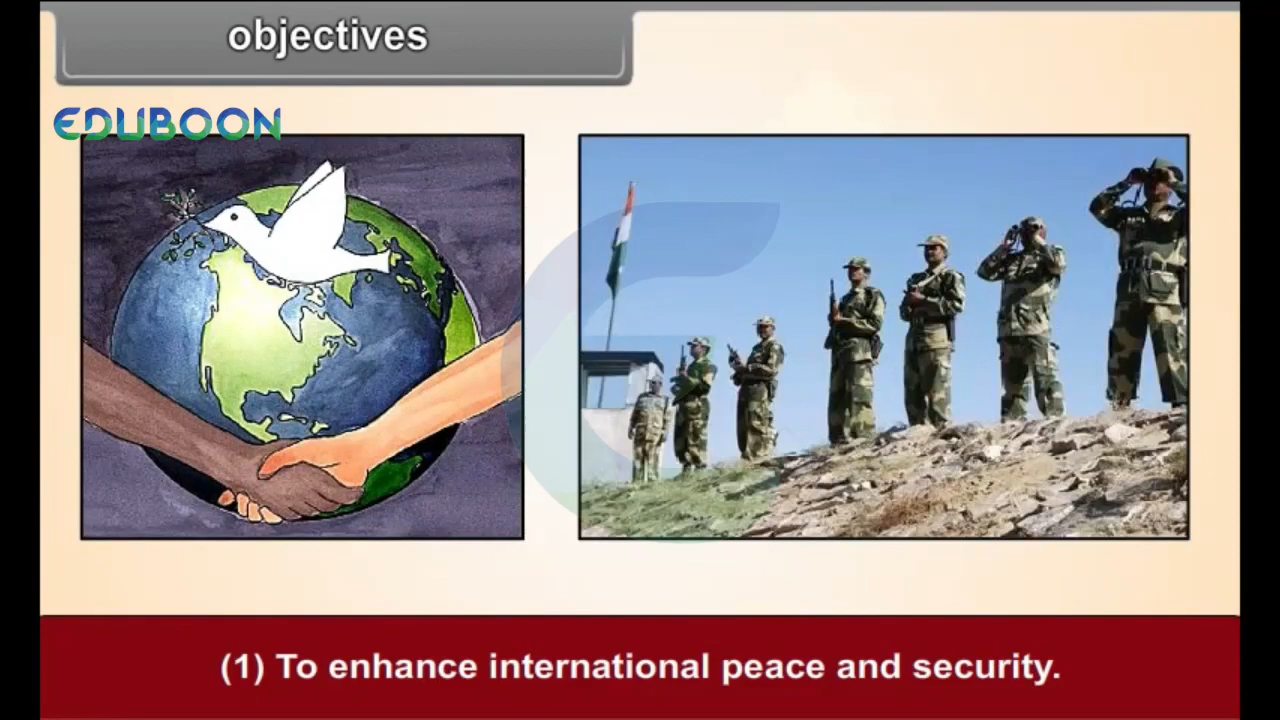 objectives
EDUBOON
(1) To enhance international peace and security.